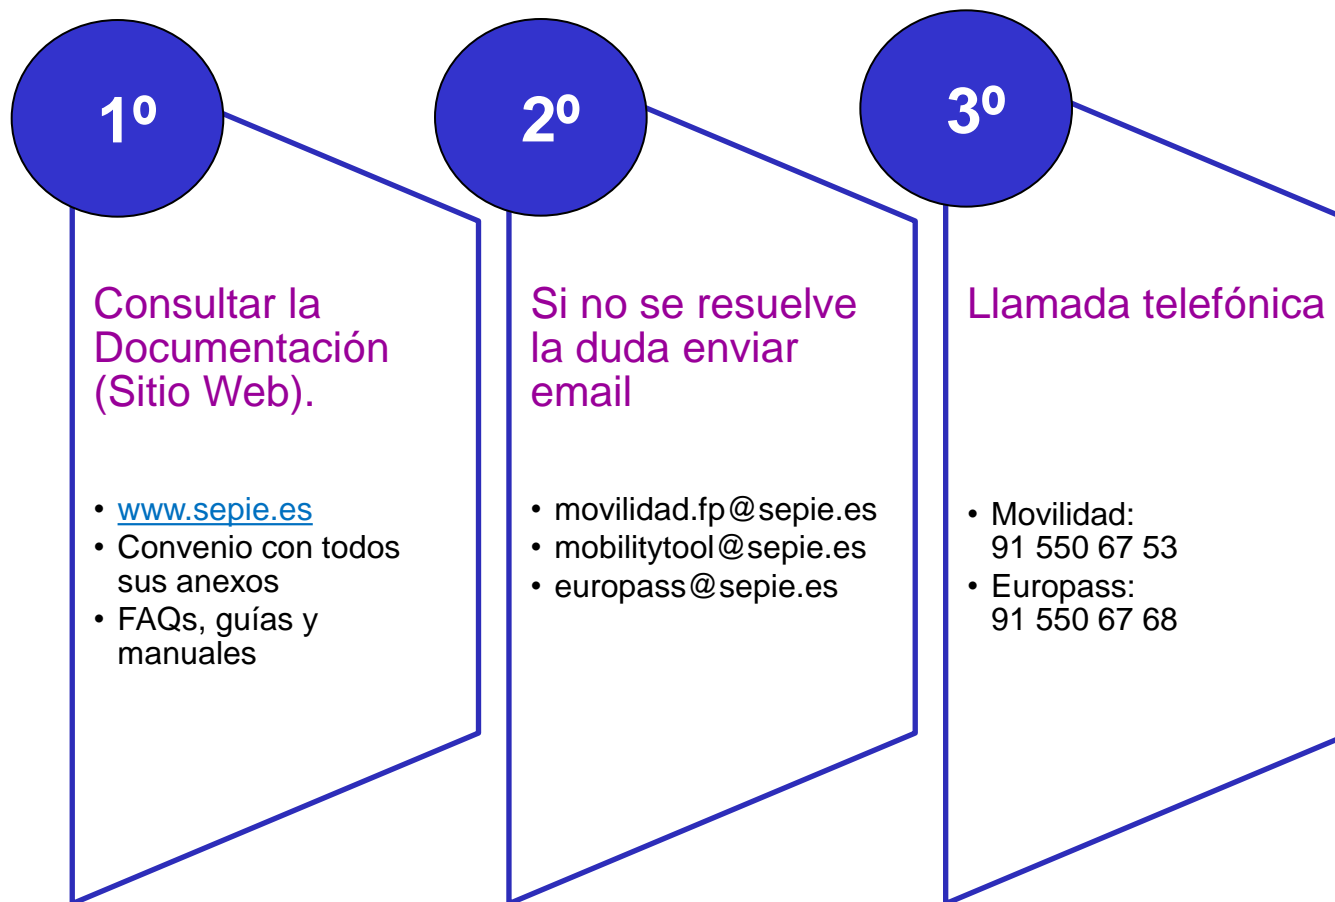 1º
Consultar la
Documentación
(Sitio Web).
• www.sepie.es
• Convenio con todos
sus anexos
• FAQs, guías y
manuales
2º
Si no se resuelve
la duda enviar
email
• movilidad.fp@sepie.es
• mobilitytool@sepie.es
• europass@sepie.es
3º
Llamada telefónica
• Movilidad:
91 550 67 53
• Europass:
91 550 67 68